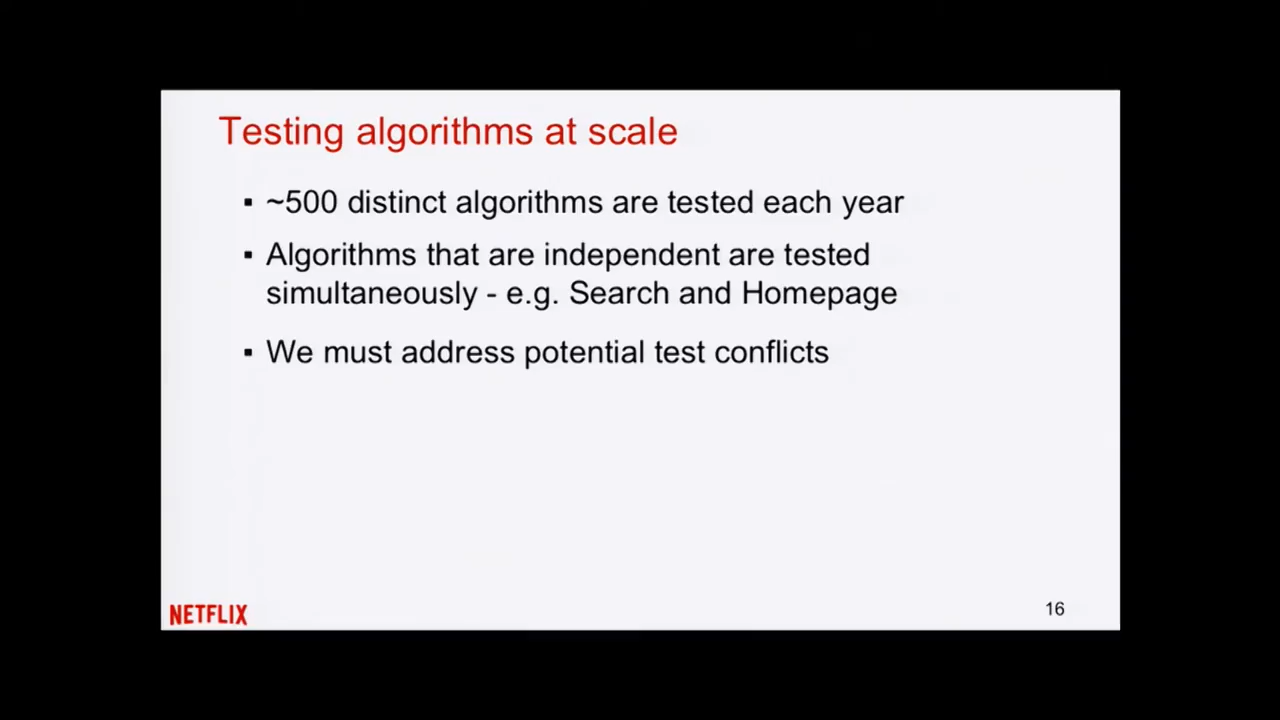 Testing algorithms at scale
▪ ~500 distinct algorithms are tested each year
▪ Algorithms that are independent are tested
simultaneously - e.g. Search and Homepage
▪ We must address potential test conflicts
NETFLIX
16